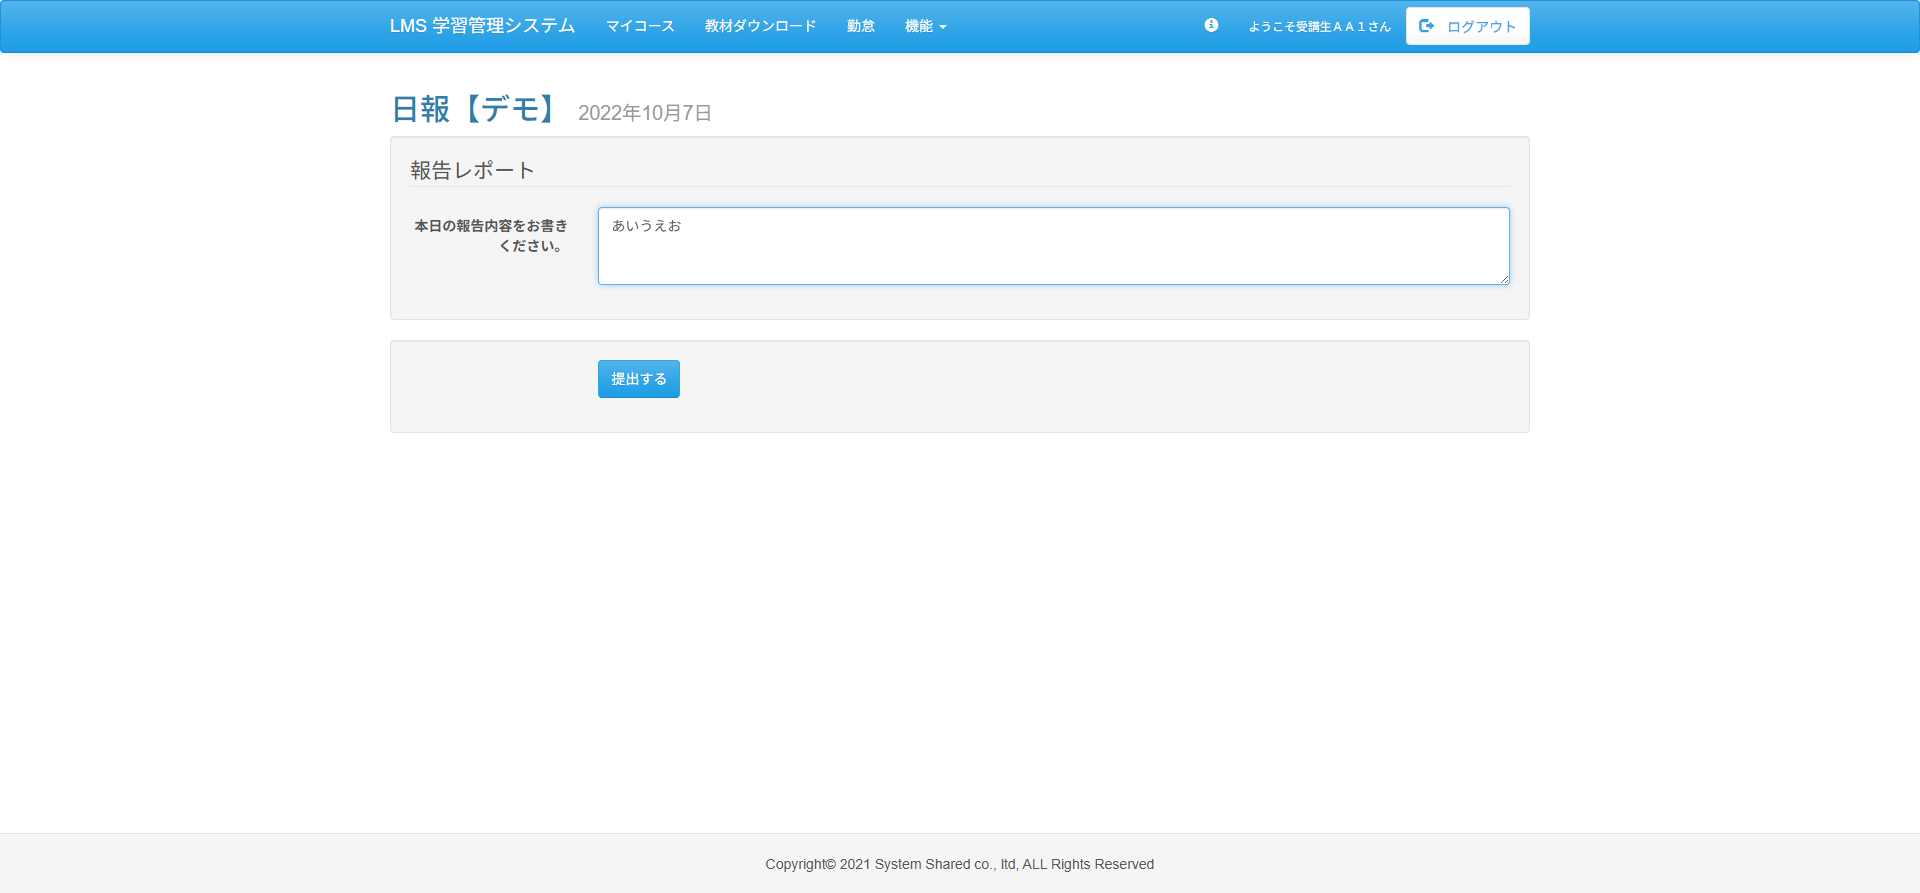 LMS 学習管理システム マイコース 教材ダウンロード 勤怠 機能 ようこそ受講生ＡＡ１さん ログアウト
日報【デモ】 2022年10月7日
報告レポート
本日の報告内容をお書き
ください。
あいうえお
提出する
Copyright© 2021 System Shared co., ltd, ALL Rights Reserved